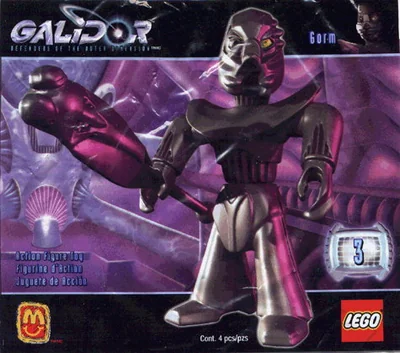 GALIDOR
DEFENDERS OF THE OUTER DIMENSION
Gorm
3
Action Figure Toy
Figurine d'Action
Juguete de Acción
M
Cont. 4 pcs/pzs
LEGO